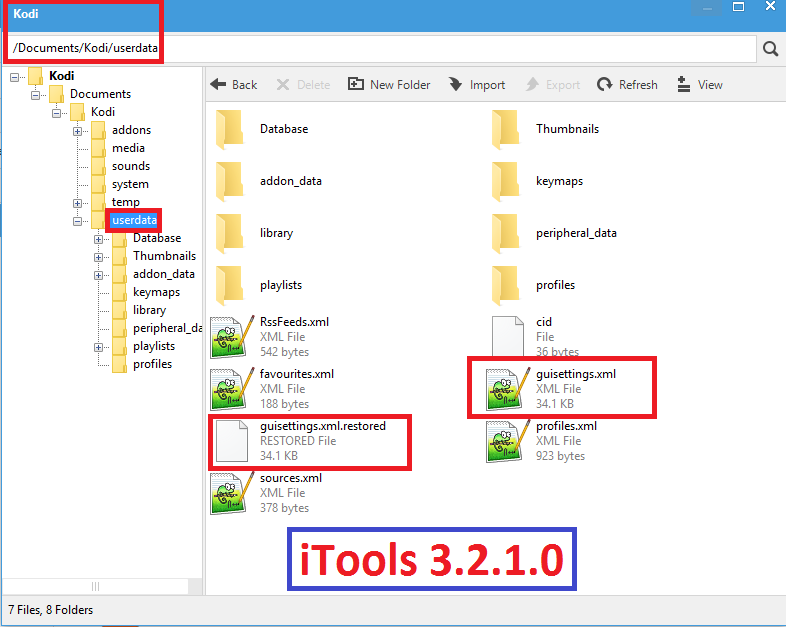 Kodi
/Documents/Kodi/userdata
Kodi
Documents
Kodi
addons
media
sounds
system
temp
userdata
Database
Thumbnails
addon_data
keymaps
library
peripheral_da
playlists
profiles
Back
Delete
New Folder
Import
Export
Refresh
View
Database
Thumbnails
addon_data
keymaps
library
peripheral_data
playlists
profiles
RssFeeds.xml
XML File
542 bytes
cid
File
36 bytes
favourites.xml
XML File
188 bytes
guisettings.xml
XML File
34.1 KB
guisettings.xml.restored
RESTORED File
34.1 KB
profiles.xml
XML File
923 bytes
sources.xml
XML File
378 bytes
iTools 3.2.1.0
7 Files, 8 Folders